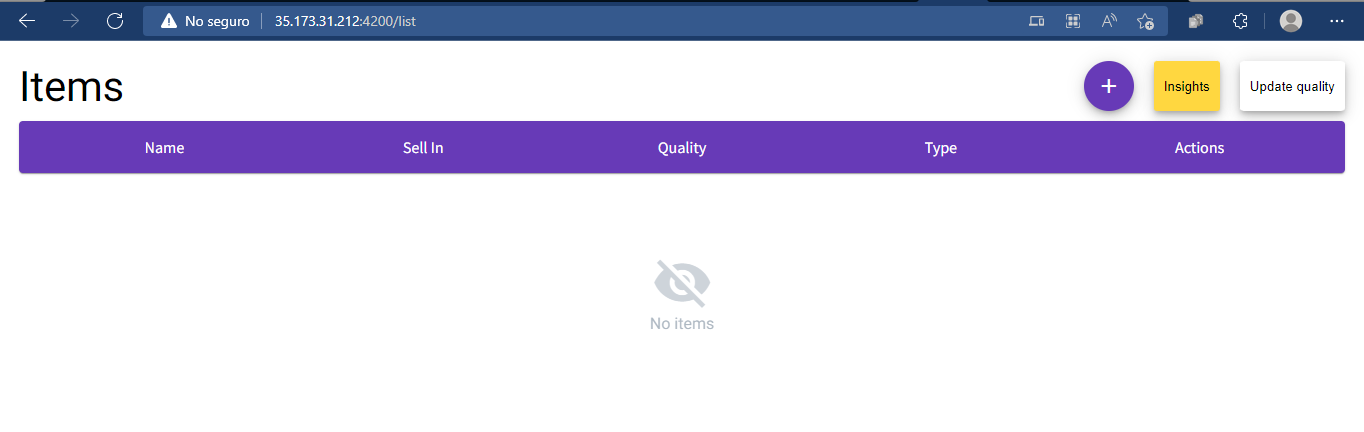 No seguro 35.173.31.212:4200/list
Items
+ Insights Update quality
Name Sell In Quality Type Actions
No items